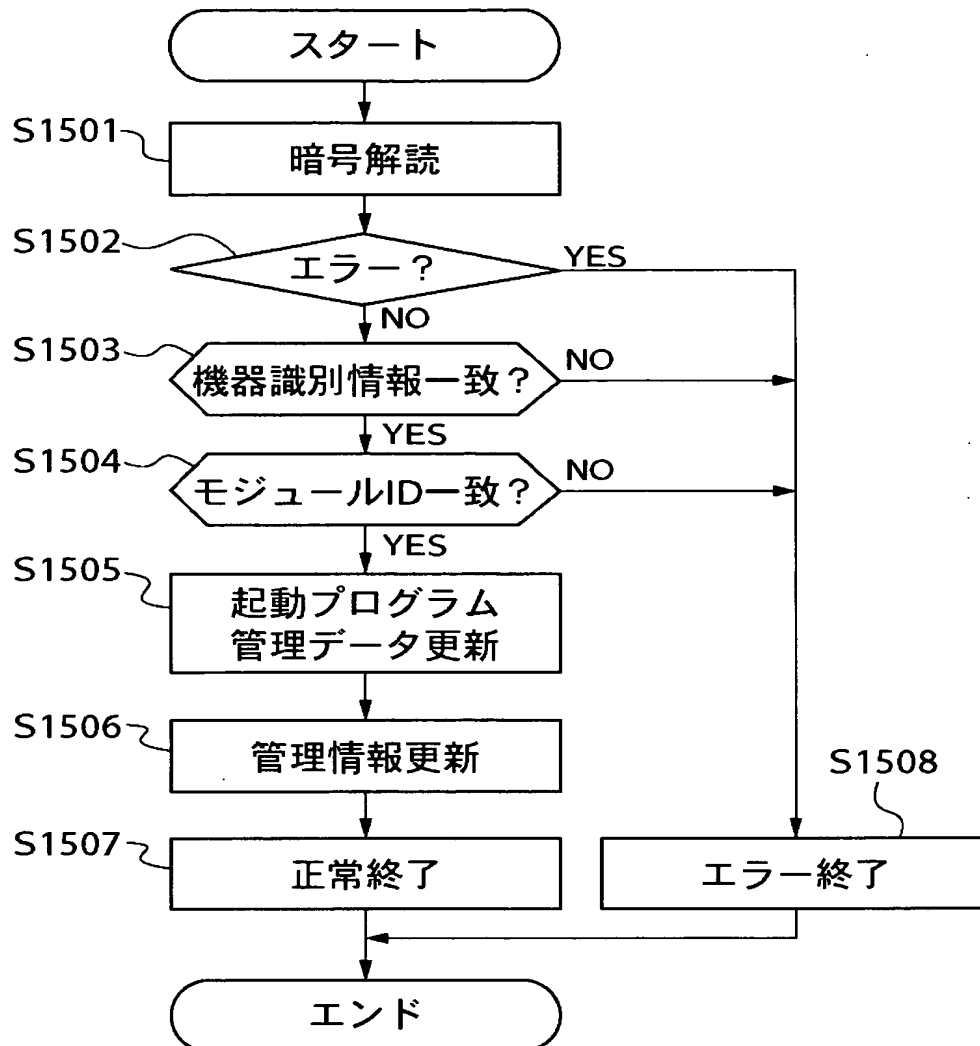 スタート
S1501
暗号解読
S1502
エラー?
YES
NO
S1503
機器識別情報一致?
NO
YES
S1504
モジュールID一致?
NO
YES
S1505
起動プログラム
管理データ更新
S1506
管理情報更新
S1508
S1507
正常終了
エラー終了
エンド